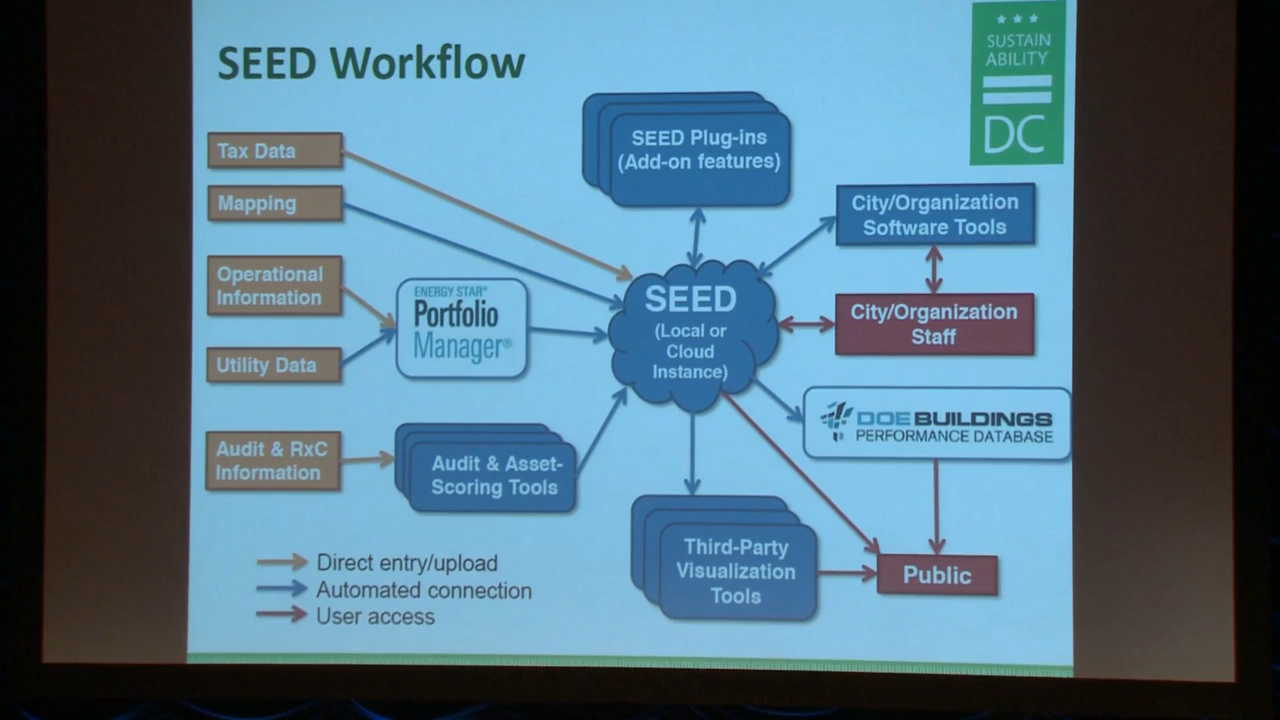 SEED Workflow
SUSTAIN
ABILITY
DC
Tax Data
Mapping
Operational
Information
Utility Data
Audit & RxC
Information
ENERGY STAR®
Portfolio
Manager®
Audit & Asset-
Scoring Tools
SEED Plug-ins
(Add-on features)
SEED
(Local or
Cloud
Instance)
City/Organization
Software Tools
City/Organization
Staff
DOE BUILDINGS
PERFORMANCE DATABASE
Third-Party
Visualization
Tools
Public
Direct entry/upload
Automated connection
User access